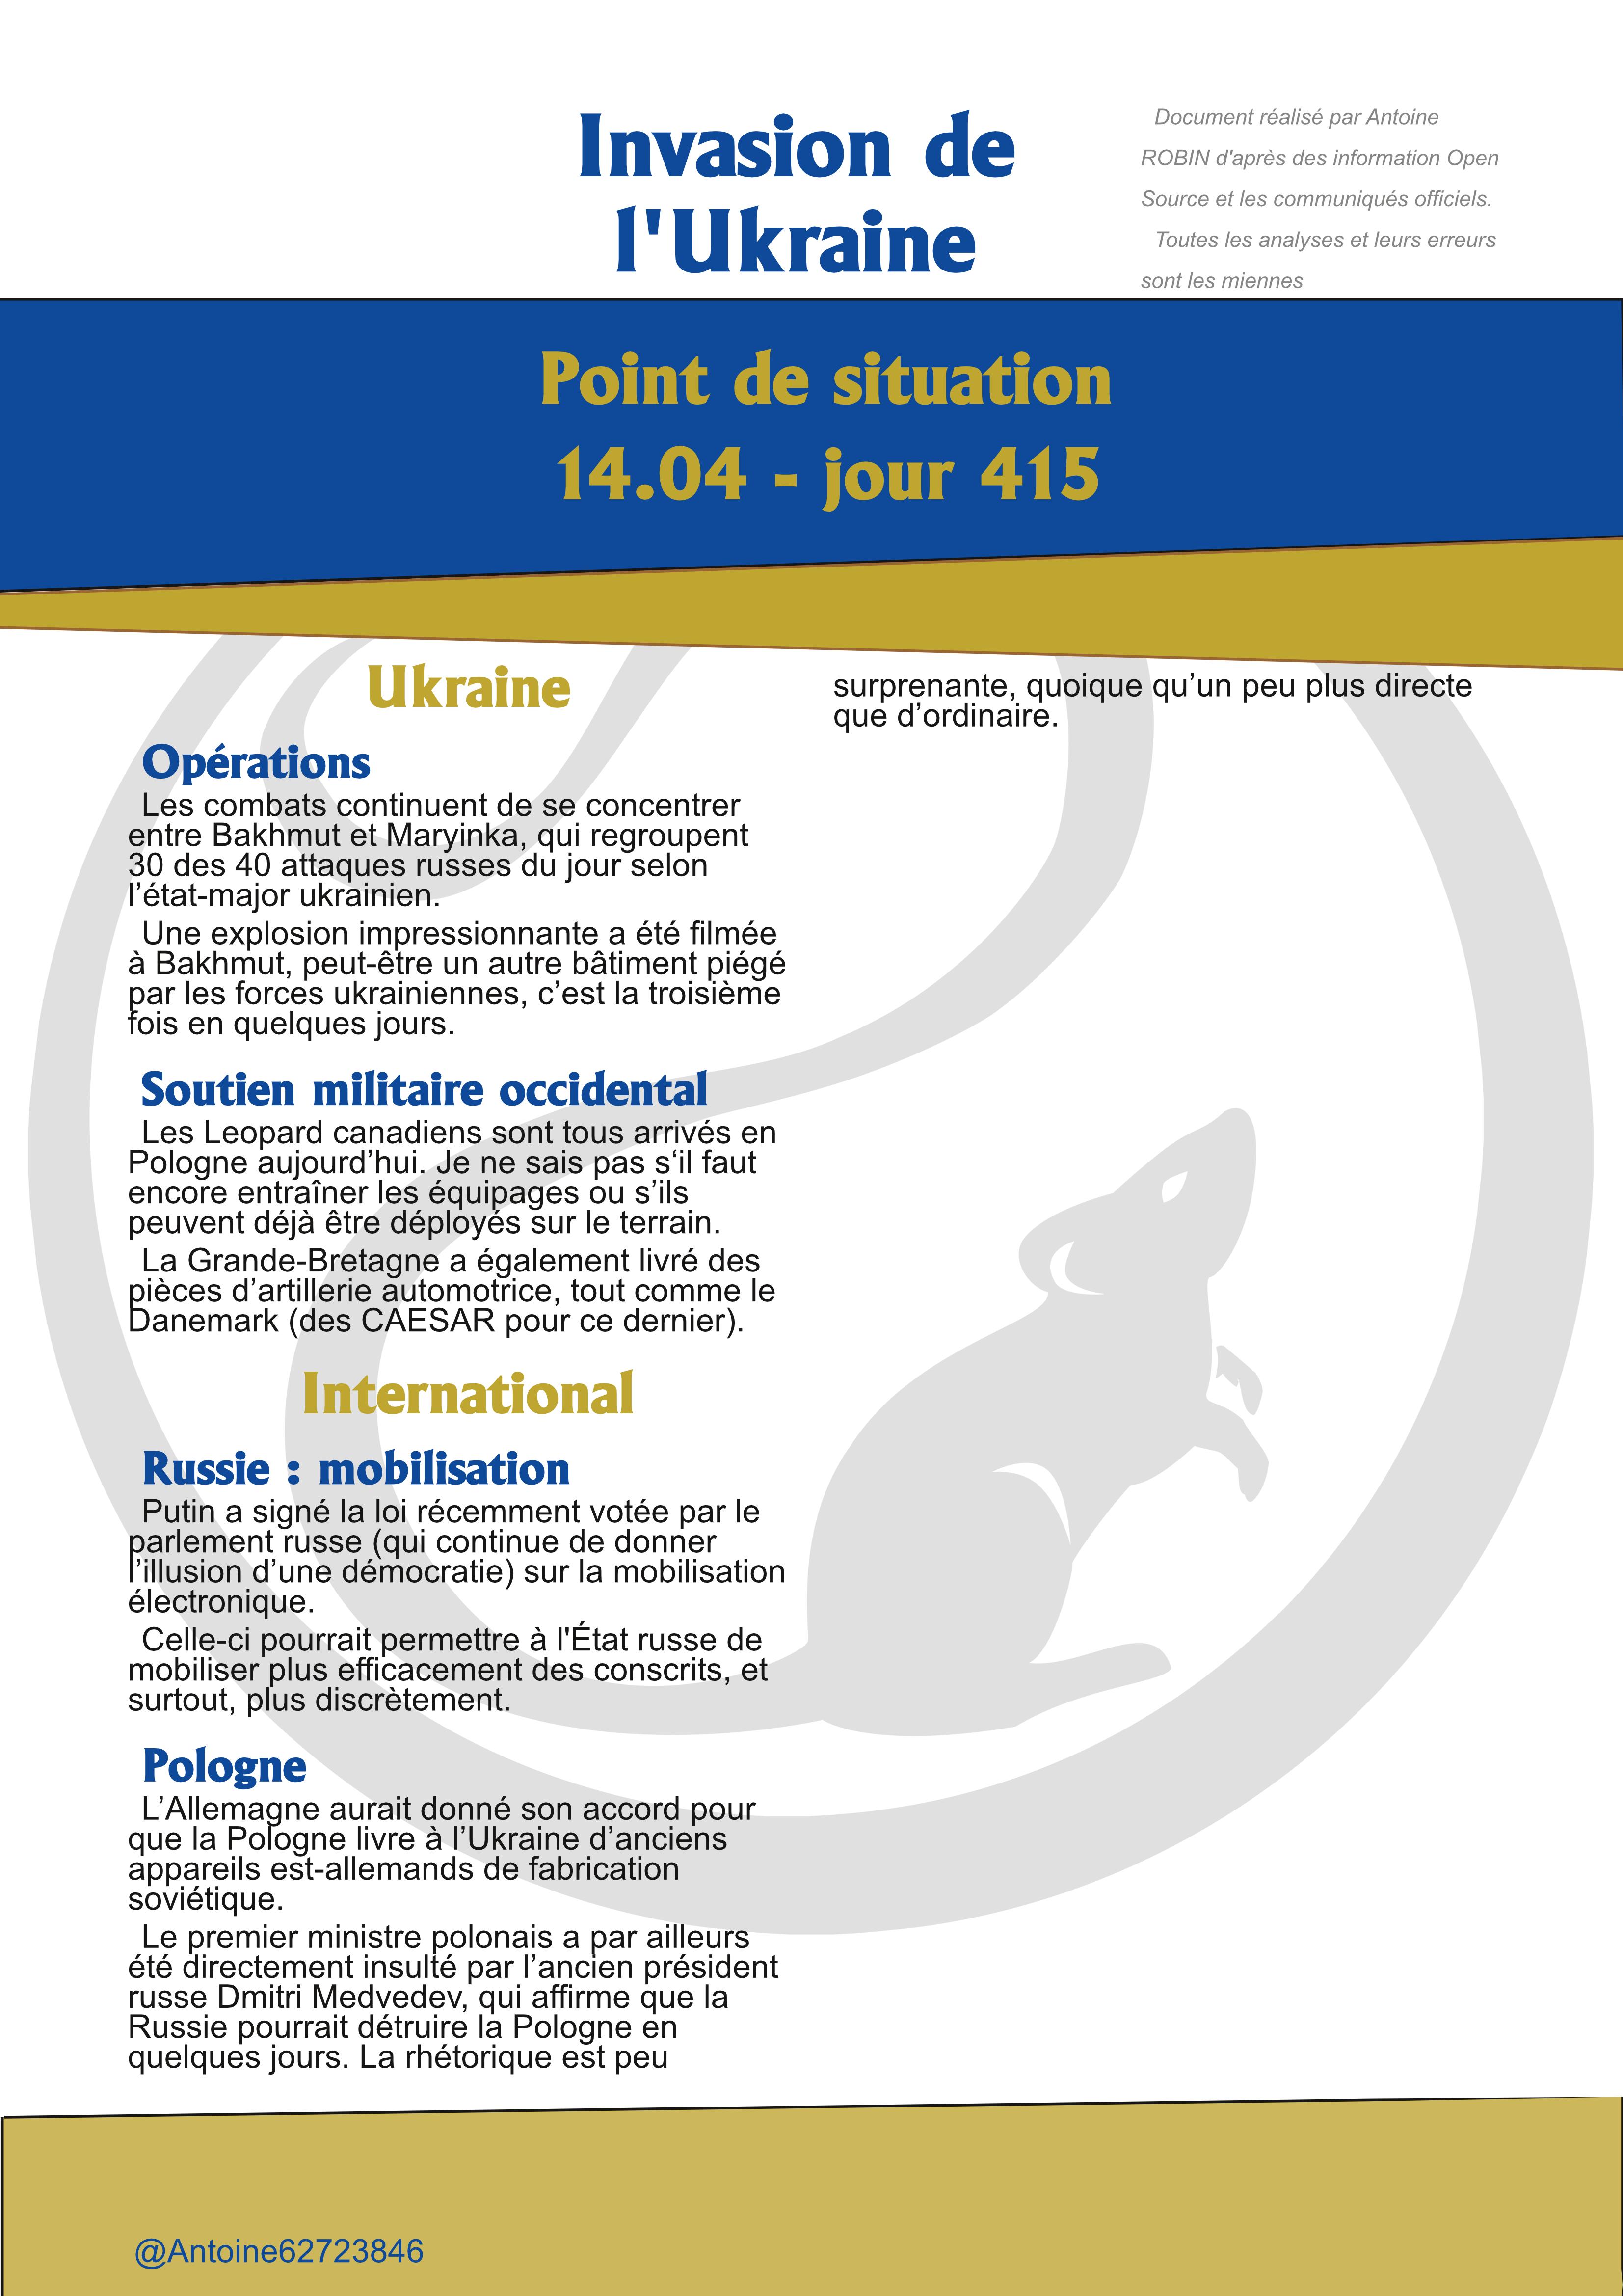 Invasion de
l'Ukraine
Document réalisé par Antoine
ROBIN d'après des information Open
Source et les communiqués officiels.
Toutes les analyses et leurs erreurs
sont les miennes
Point de situation
14.04 - jour 415
Ukraine
Opérations
Les combats continuent de se concentrer
entre Bakhmut et Maryinka, qui regroupent
30 des 40 attaques russes du jour selon
l’état-major ukrainien.
Une explosion impressionnante a été filmée
à Bakhmut, peut-être un autre bâtiment piégé
par les forces ukrainiennes, c’est la troisième
fois en quelques jours.
Soutien militaire occidental
Les Leopard canadiens sont tous arrivés en
Pologne aujourd’hui. Je ne sais pas s‘il faut
encore entraîner les équipages ou s’ils
peuvent déjà être déployés sur le terrain.
La Grande-Bretagne a également livré des
pièces d’artillerie automotrice, tout comme le
Danemark (des CAESAR pour ce dernier).
International
Russie : mobilisation
Putin a signé la loi récemment votée par le
parlement russe (qui continue de donner
l’illusion d’une démocratie) sur la mobilisation
électronique.
Celle-ci pourrait permettre à l'État russe de
mobiliser plus efficacement des conscrits, et
surtout, plus discrètement.
Pologne
L’Allemagne aurait donné son accord pour
que la Pologne livre à l’Ukraine d’anciens
appareils est-allemands de fabrication
soviétique.
Le premier ministre polonais a par ailleurs
été directement insulté par l’ancien président
russe Dmitri Medvedev, qui affirme que la
Russie pourrait détruire la Pologne en
quelques jours. La rhétorique est peu
surprenante, quoique qu’un peu plus directe
que d’ordinaire.
@Antoine62723846